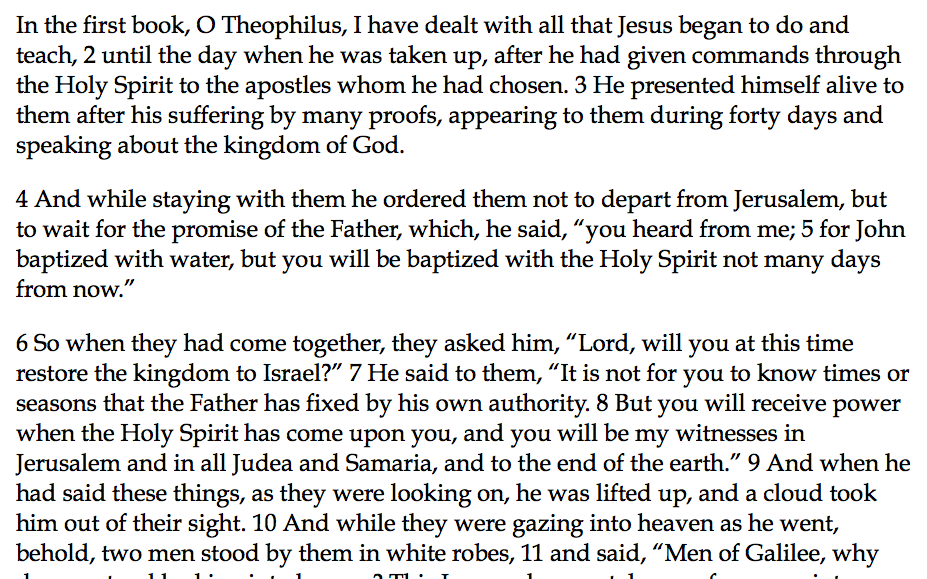 In the first book, O Theophilus, I have dealt with all that Jesus began to do and
teach, 2 until the day when he was taken up, after he had given commands through
the Holy Spirit to the apostles whom he had chosen. 3 He presented himself alive to
them after his suffering by many proofs, appearing to them during forty days and
speaking about the kingdom of God.
4 And while staying with them he ordered them not to depart from Jerusalem, but
to wait for the promise of the Father, which, he said, “you heard from me; 5 for John
baptized with water, but you will be baptized with the Holy Spirit not many days
from now.”
6 So when they had come together, they asked him, “Lord, will you at this time
restore the kingdom to Israel?” 7 He said to them, “It is not for you to know times or
seasons that the Father has fixed by his own authority. 8 But you will receive power
when the Holy Spirit has come upon you, and you will be my witnesses in
Jerusalem and in all Judea and Samaria, and to the end of the earth.” 9 And when he
had said these things, as they were looking on, he was lifted up, and a cloud took
him out of their sight. 10 And while they were gazing into heaven as he went,
behold, two men stood by them in white robes, 11 and said, “Men of Galilee, why